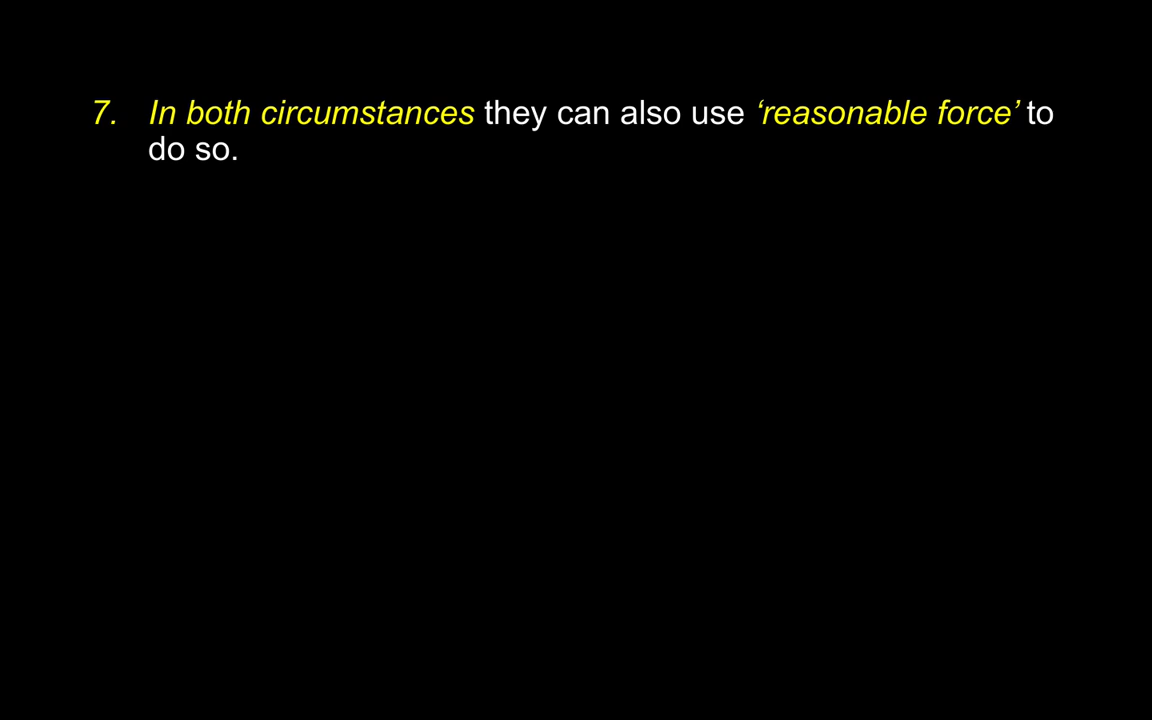 7. In both circumstances they can also use ‘reasonable force’ to
do so.